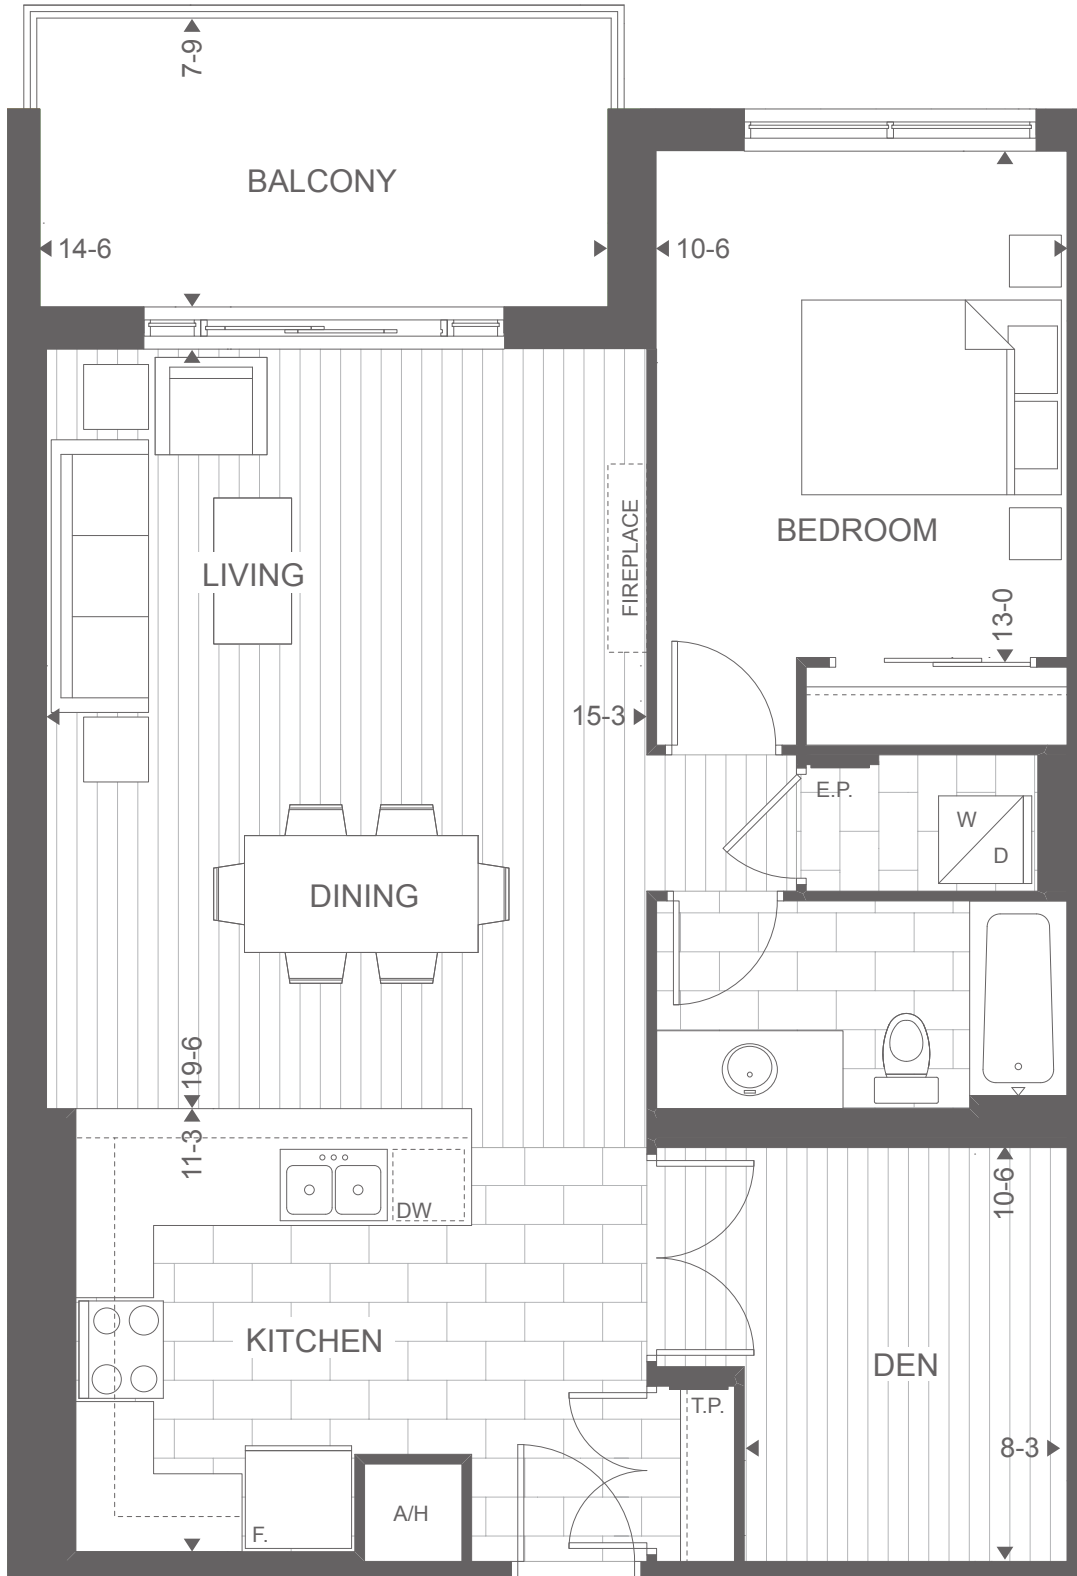 7-9
BALCONY
14-6
10-6
FIREPLACE
BEDROOM
LIVING
13-0
15-3
E.P.
W
D
DINING
19-6
11-3
10-6
DW
KITCHEN
DEN
T.P.
8-3
A/H
F.